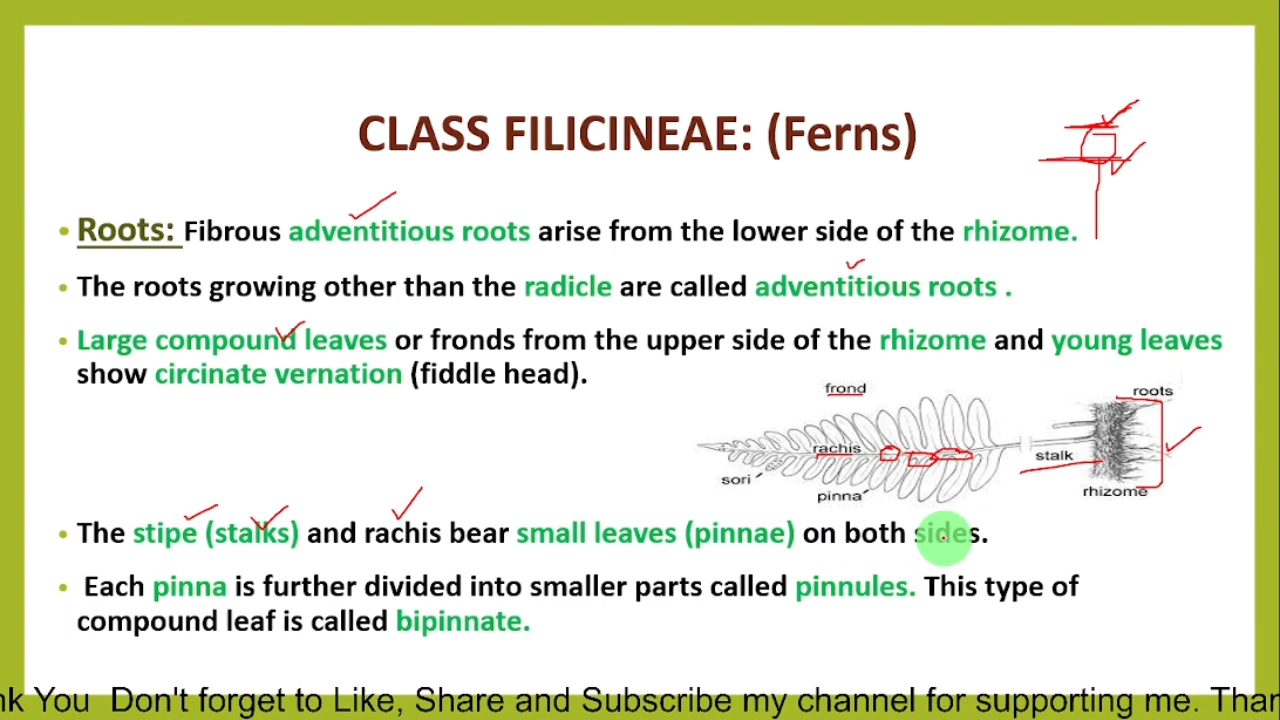 CLASS FILICINEAE: (Ferns)
• Roots: Fibrous adventitious roots arise from the lower side of the rhizome.
• The roots growing other than the radicle are called adventitious roots .
• Large compound leaves or fronds from the upper side of the rhizome and young leaves
show circinate vernation (fiddle head).
frond
roots
rachis
stalk
sori
pinna
rhizome
• The stipe (stalks) and rachis bear small leaves (pinnae) on both sides.
• Each pinna is further divided into smaller parts called pinnules. This type of
compound leaf is called bipinnate.
nk You Don't forget to Like, Share and Subscribe my channel for supporting me. Than